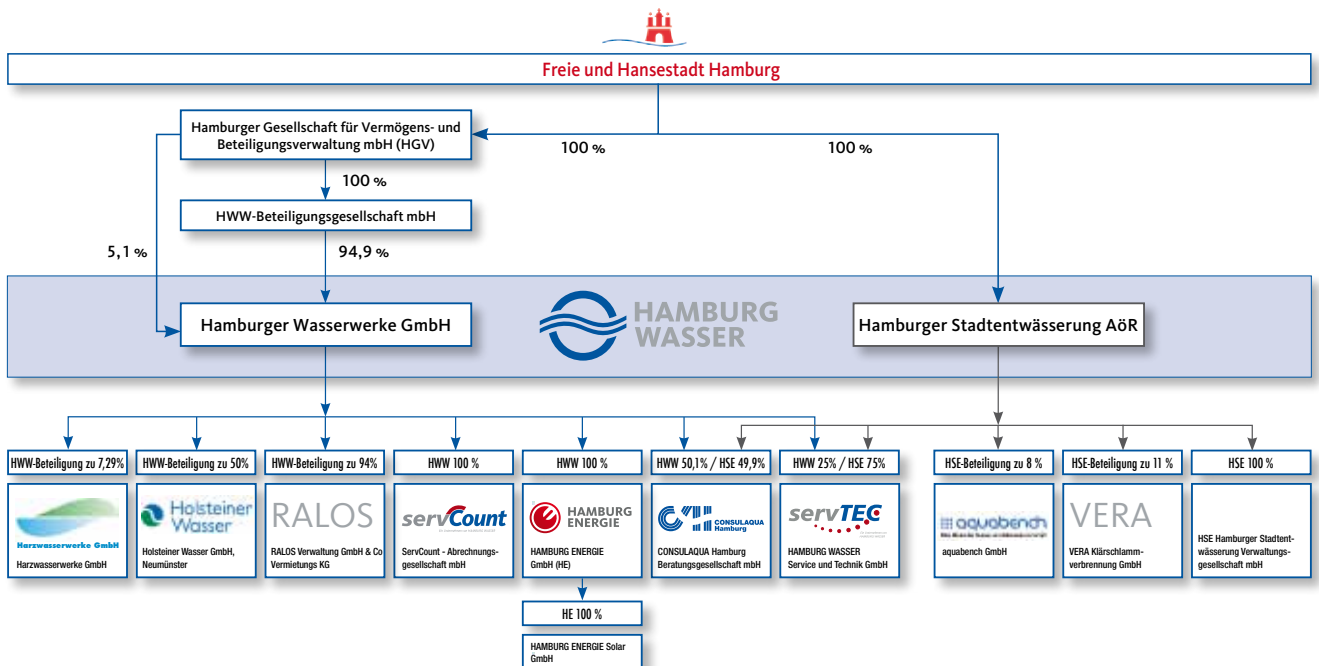 Freie und Hansestadt Hamburg
Hamburger Gesellschaft für Vermögens- und
Beteiligungsverwaltung mbH (HGV)
100 %
100 %
100 %
HWW-Beteiligungsgesellschaft mbH
5,1 %
94,9 %
Hamburger Wasserwerke GmbH
HAMBURG
WASSER
Hamburger Stadtentwässerung AöR
HWW-Beteiligung zu 7,29%
HWW-Beteiligung zu 50%
HWW-Beteiligung zu 94%
HWW 100 %
HWW 100 %
HWW 50,1% / HSE 49,9%
HWW 25% / HSE 75%
HSE-Beteiligung zu 8 %
HSE-Beteiligung zu 11 %
HSE 100 %
Harzwasserwerke GmbH
Harzwasserwerke GmbH
Holsteiner
Wasser
Holsteiner Wasser GmbH,
Neumünster
RALOS
RALOS Verwaltung GmbH & Co
Vermietungs KG
servCount
ServCount - Abrechnungs-
gesellschaft mbH
HAMBURG
ENERGIE
HAMBURG ENERGIE
GmbH (HE)
CONSULAQUA
Hamburg
CONSULAQUA Hamburg
Beratungsgesellschaft mbH
servTEC
HAMBURG WASSER
Service und Technik GmbH
aquabench
aquabench GmbH
VERA
VERA Klärschlamm-
verbrennung GmbH
HSE Hamburger Stadtent-
wässerung Verwaltungs-
gesellschaft mbH
HE 100 %
HAMBURG ENERGIE Solar
GmbH